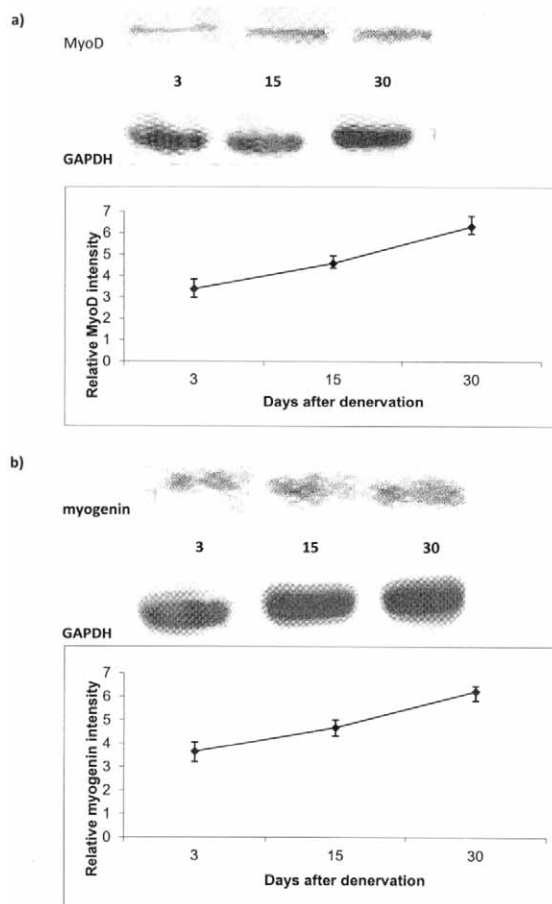 a)
MyoD
3 15 30
GAPDH
7
6
5
4
3
2
1
0
Relative MyoD intensity
3 15 30
Days after denervation
b)
myogenin
3 15 30
GAPDH
7
6
5
4
3
2
1
0
Relative myogenin intensity
3 15 30
Days after denervation